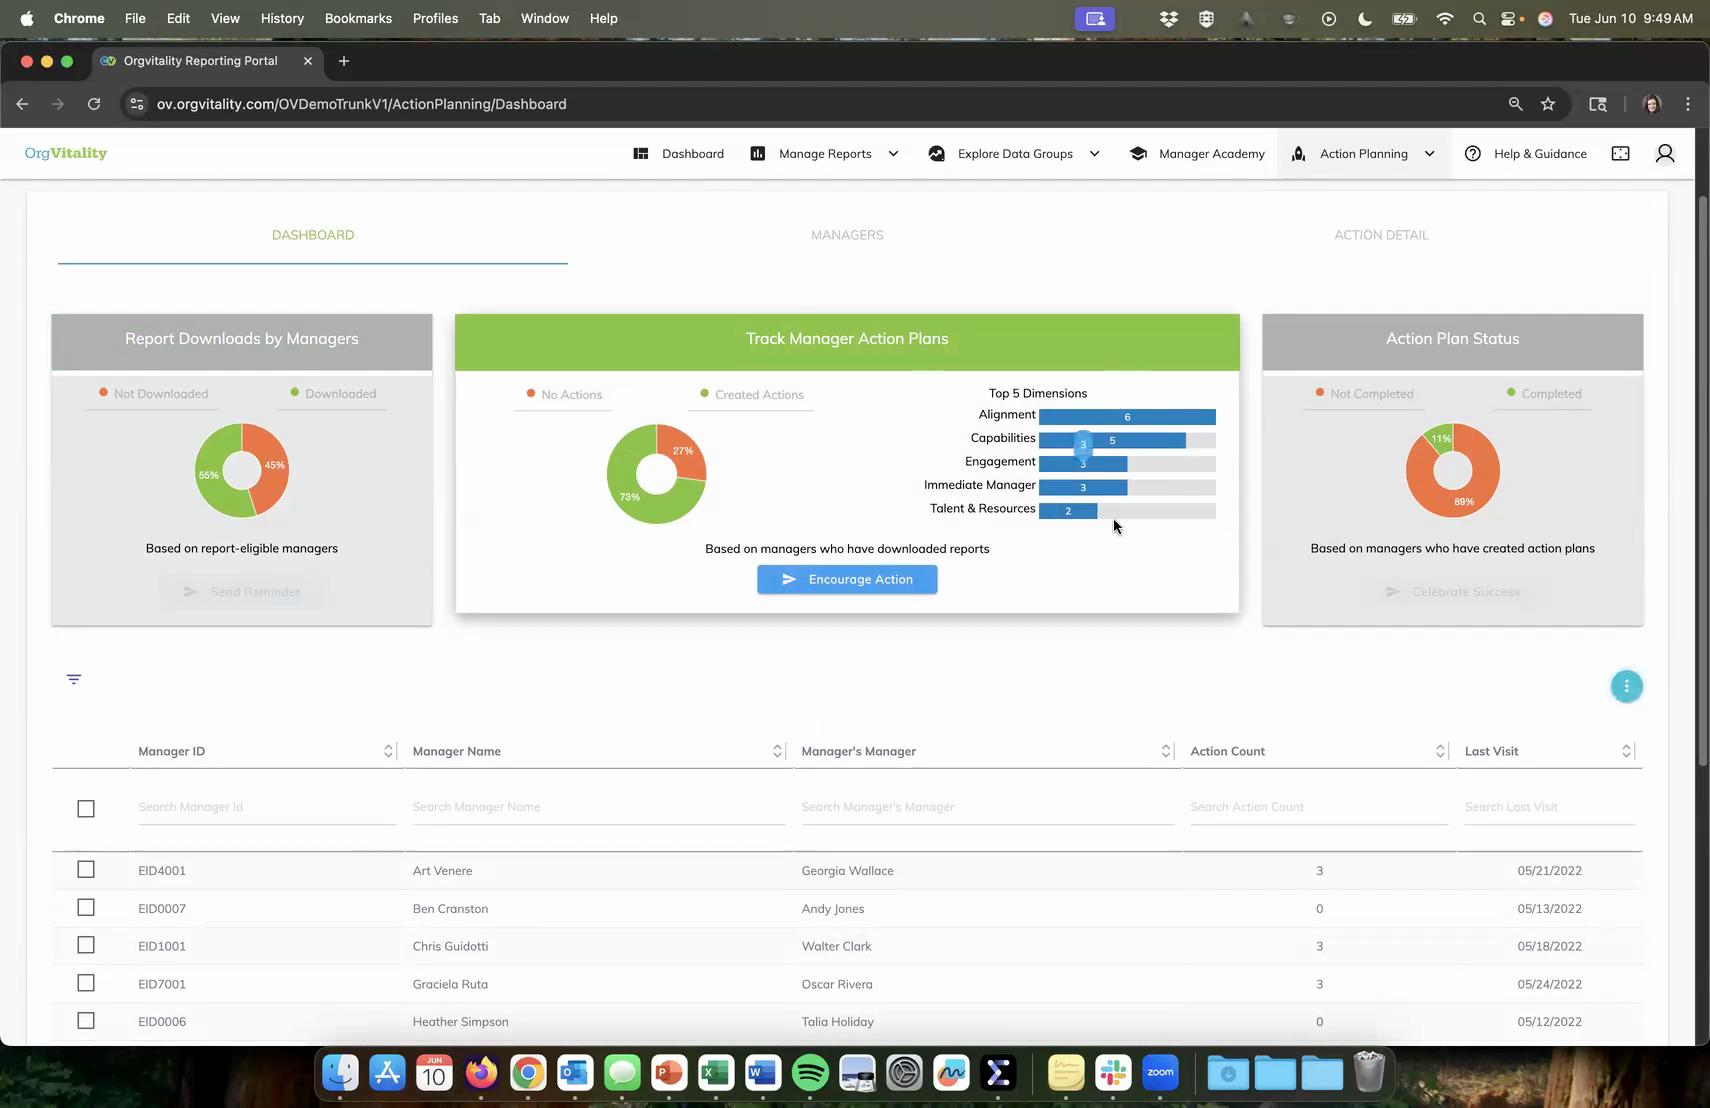 Chrome File Edit View History Bookmarks Profiles Tab Window Help Tue Jun 10 9:49 AM
Orgvitality Reporting Portal
ov.orgvitality.com/OVDemoTrunkV1/ActionPlanning/Dashboard
OrgVitality Dashboard Manage Reports Explore Data Groups Manager Academy Action Planning Help & Guidance
DASHBOARD MANAGERS ACTION DETAIL
Report Downloads by Managers
Not Downloaded Downloaded
55% 45%
Based on report-eligible managers
Send Reminder
Track Manager Action Plans
No Actions Created Actions
27%
73%
Top 5 Dimensions
Alignment 6
Capabilities 5
3
Engagement 3
Immediate Manager 3
Talent & Resources 2
Based on managers who have downloaded reports
Encourage Action
Action Plan Status
Not Completed Completed
11%
89%
Based on managers who have created action plans
Celebrate Success
Manager ID Manager Name Manager's Manager Action Count Last Visit
Search Manager Id Search Manager Name Search Manager's Manager Search Action Count Search Last Visit
EID4001 Art Venere Georgia Wallace 3 05/21/2022
EID0007 Ben Cranston Andy Jones 0 05/13/2022
EID1001 Chris Guidotti Walter Clark 3 05/18/2022
EID7001 Graciela Ruta Oscar Rivera 3 05/24/2022
EID0006 Heather Simpson Talia Holiday 0 05/12/2022
JUN
10
zoom